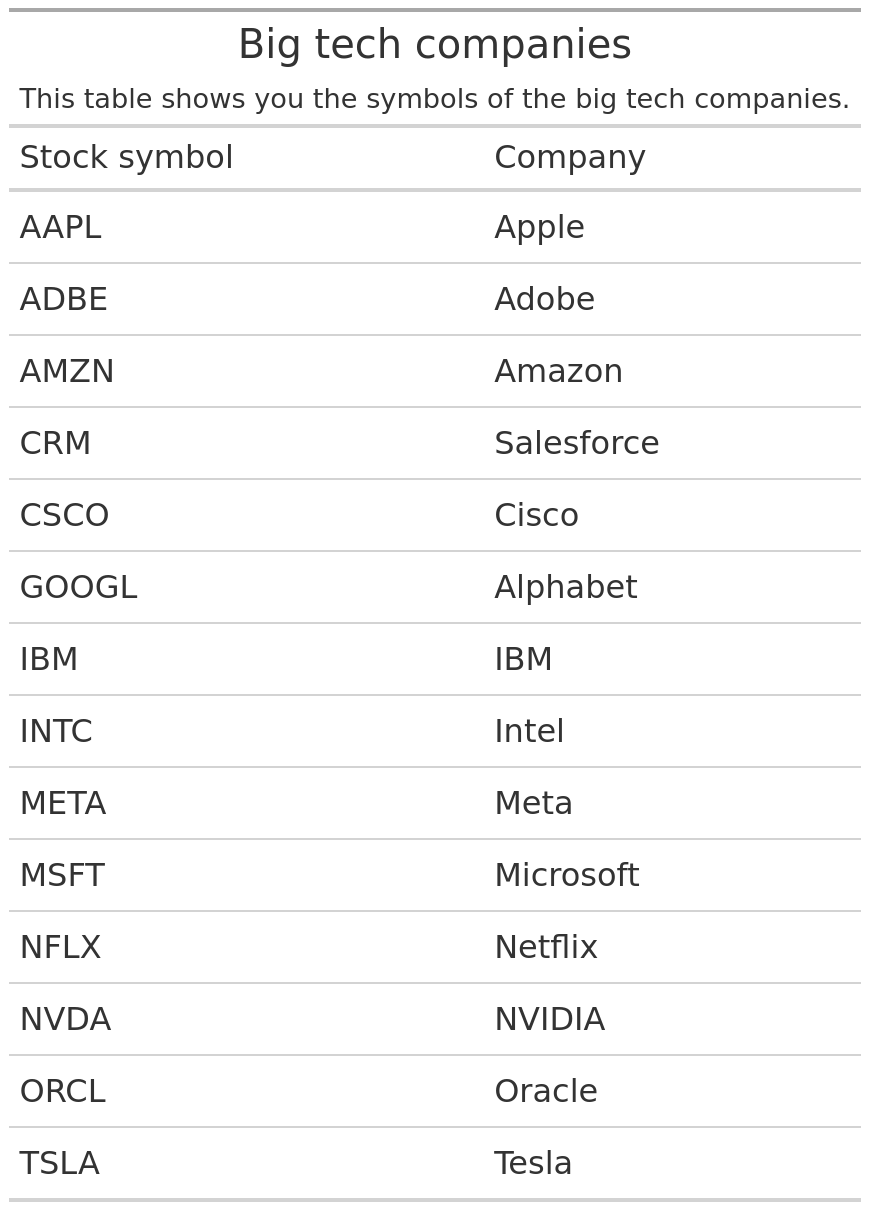 Big tech companies
This table shows you the symbols of the big tech companies.
Stock symbol Company
AAPL Apple
ADBE Adobe
AMZN Amazon
CRM Salesforce
CSCO Cisco
GOOGL Alphabet
IBM IBM
INTC Intel
META Meta
MSFT Microsoft
NFLX Netflix
NVDA NVIDIA
ORCL Oracle
TSLA Tesla